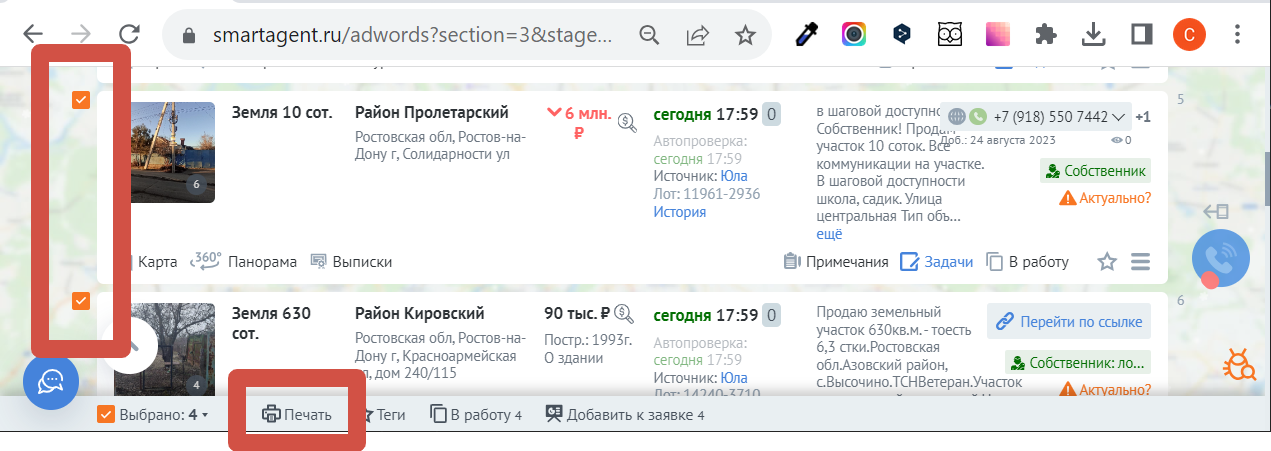 smartagent.ru/adwords?section=3&stage...
C
5
Земля 10 сот.
Район Пролетарский
Ростовская обл, Ростов-на-
Дону г, Солидарности ул
6 млн.
₽
сегодня 17:59 0
Автопроверка:
сегодня 17:59
Источник: Юла
Лот: 11961-2936
История
в шаговой доступнос
Собственник! Продам
участок 10 соток. Все
коммуникации на участке.
В шаговой доступности
школа, садик. Улица
центральная Тип объ...
ещё
+7 (918) 550 7442 +1
Доб.: 24 августа 2023 0
Собственник
Актуально?
6
Карта 360° Панорама Выписки
Примечания Задачи В работу
6
Земля 630
сот.
Район Кировский
Ростовская обл, Ростов-на-
Дону г, Красноармейская
ул, дом 240/115
90 тыс. ₽
Постр.: 1993г.
О здании
сегодня 17:59 0
Автопроверка:
сегодня 17:59
Источник: Юла
Лот: 14240-3710
Продаю земельный
участок 630кв.м.- тоесть
6,3 стки.Ростовская
обл.Азовский район,
с.Высочино.ТСНВетеран.Участок
Перейти по ссылке
Собственник: ло...
Актуально?
4
Выбрано: 4 Печать Теги В работу 4 Добавить к заявке 4